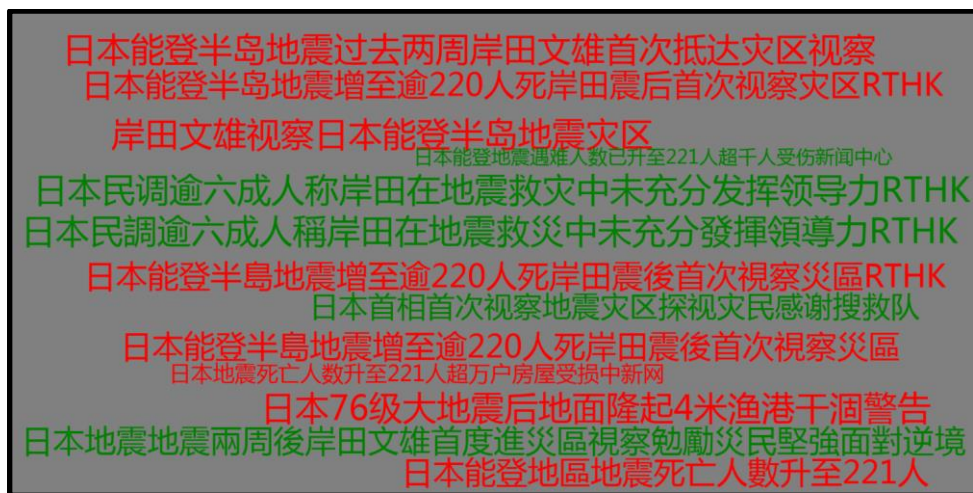 日本能登半岛地震过去两周岸田文雄首次抵达灾区视察
日本能登半岛地震增至逾220人死岸田震后首次视察灾区RTHK
岸田文雄视察日本能登半岛地震灾区
日本能登地震遇难人数已升至221人超千人受伤新闻中心
日本民调逾六成人称岸田在地震救灾中未充分发挥领导力RTHK
日本民調逾六成人稱岸田在地震救災中未充分發揮領導力RTHK
日本能登半島地震增至逾220人死岸田震後首次視察災區RTHK
日本首相首次视察地震灾区探视灾民感谢搜救队
日本能登半島地震增至逾220人死岸田震後首次視察災區
日本地震死亡人数升至221人超万户房屋受损中新网
日本76级大地震后地面隆起4米渔港干涸警告
日本地震地震兩周後岸田文雄首度進災區視察勉勵災民堅強面對逆境
日本能登地區地震死亡人數升至221人